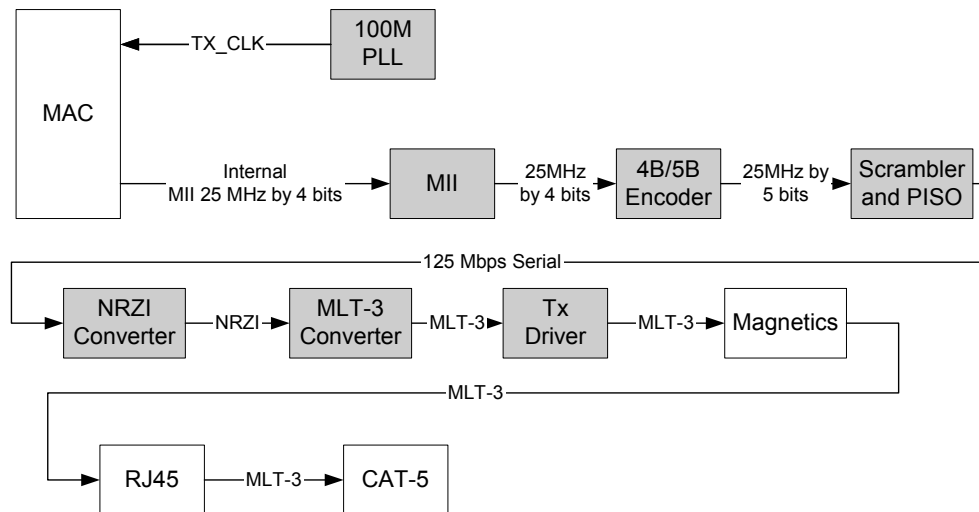 100M
PLL
TX_CLK
MAC
Internal
MII 25 MHz by 4 bits
MII
25MHz
by 4 bits
4B/5B
Encoder
25MHz by
5 bits
Scrambler
and PISO
125 Mbps Serial
NRZI
Converter
NRZI
MLT-3
Converter
MLT-3
Tx
Driver
MLT-3
Magnetics
MLT-3
RJ45
MLT-3
CAT-5